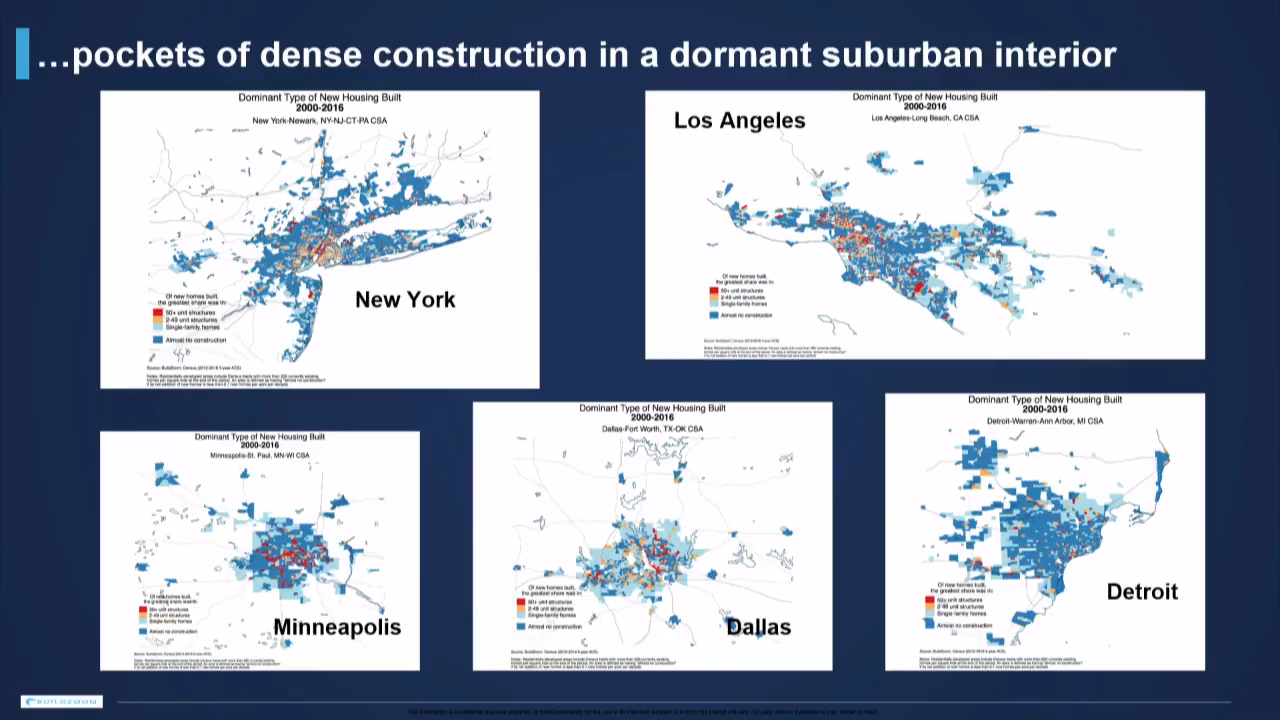 ...pockets of dense construction in a dormant suburban interior
Dominant Type of New Housing Built
2000-2016
New York-Newark, NY-NJ-CT-PA CSA
Of new homes built,
the greatest share was in:
50+ unit structures
2-49 unit structures
Single-family homes
Almost no construction
New York
Source: BuildZoom, Census (2012-2016 5-year ACS).
Dominant Type of New Housing Built
2000-2016
Los Angeles
Los Angeles-Long Beach, CA CSA
Of new homes built,
the greatest share was in:
50+ unit structures
2-49 unit structures
Single-family homes
Almost no construction
Dominant Type of New Housing Built
2000-2016
Minneapolis-St. Paul, MN-WI CSA
Of new homes built,
the greatest share was in:
50+ unit structures
2-49 unit structures
Single-family homes
Almost no construction
Minneapolis
Dominant Type of New Housing Built
2000-2016
Dallas-Fort Worth, TX-OK CSA
Of new homes built,
the greatest share was in:
50+ unit structures
2-49 unit structures
Single-family homes
Almost no construction
Dallas
Dominant Type of New Housing Built
2000-2016
Detroit-Warren-Ann Arbor, MI CSA
Of new homes built,
the greatest share was in:
50+ unit structures
2-49 unit structures
Single-family homes
Almost no construction
Detroit
BUILDZOOM